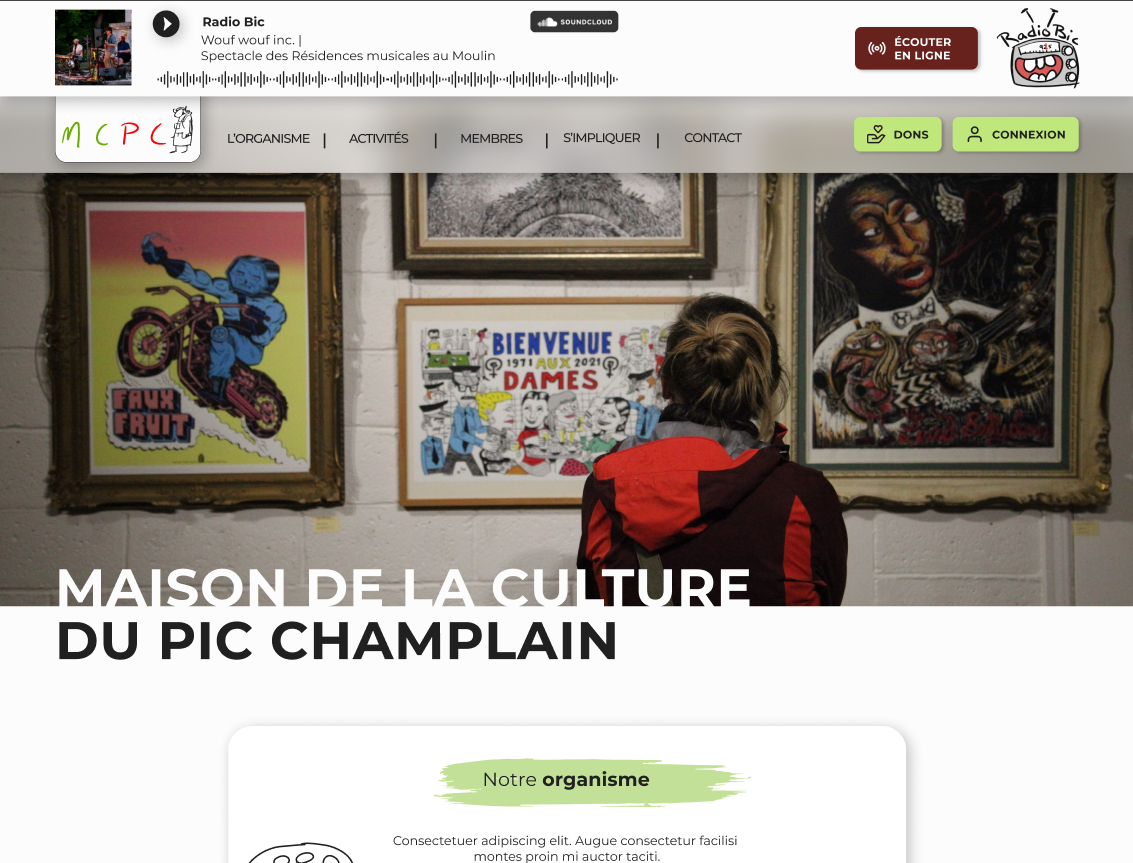 Radio Bic
Wouf wouf inc. |
Spectacle des Résidences musicales au Moulin
SOUNDCLOUD
ÉCOUTER
EN LIGNE
Radio Bic
MCPC
L'ORGANISME | ACTIVITÉS | MEMBRES | S'IMPLIQUER | CONTACT
DONS
CONNEXION
FAUX
FRUIT
BIENVENUE
1971 AUX 2021
DAMES
MAISON DE LA CULTURE
DU PIC CHAMPLAIN
Notre organisme
Consectetuer adipiscing elit. Augue consectetur facilisi
montes proin mi auctor taciti.